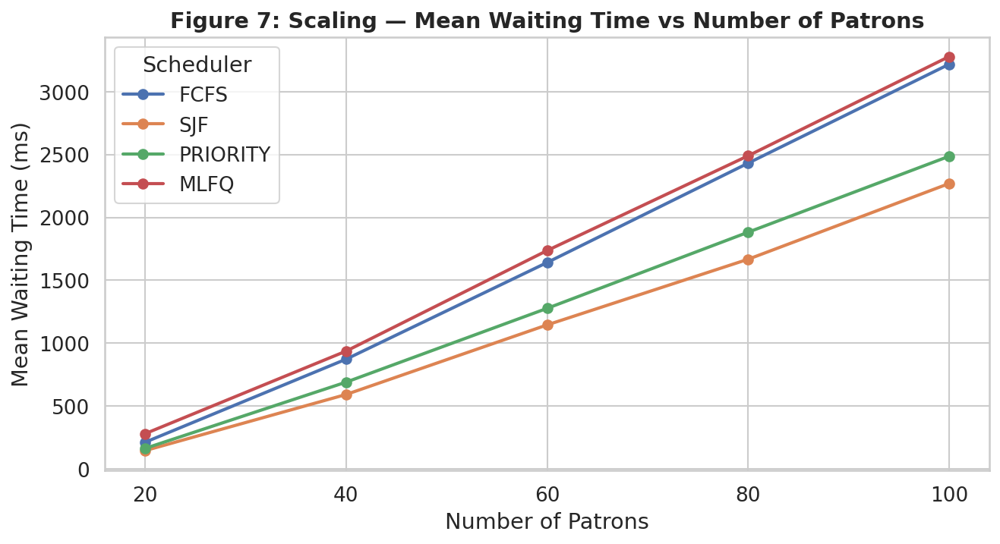 Figure 7: Scaling — Mean Waiting Time vs Number of Patrons
Scheduler
FCFS
SJF
PRIORITY
MLFQ
Mean Waiting Time (ms)
3000
2500
2000
1500
1000
500
0
20 40 60 80 100
Number of Patrons